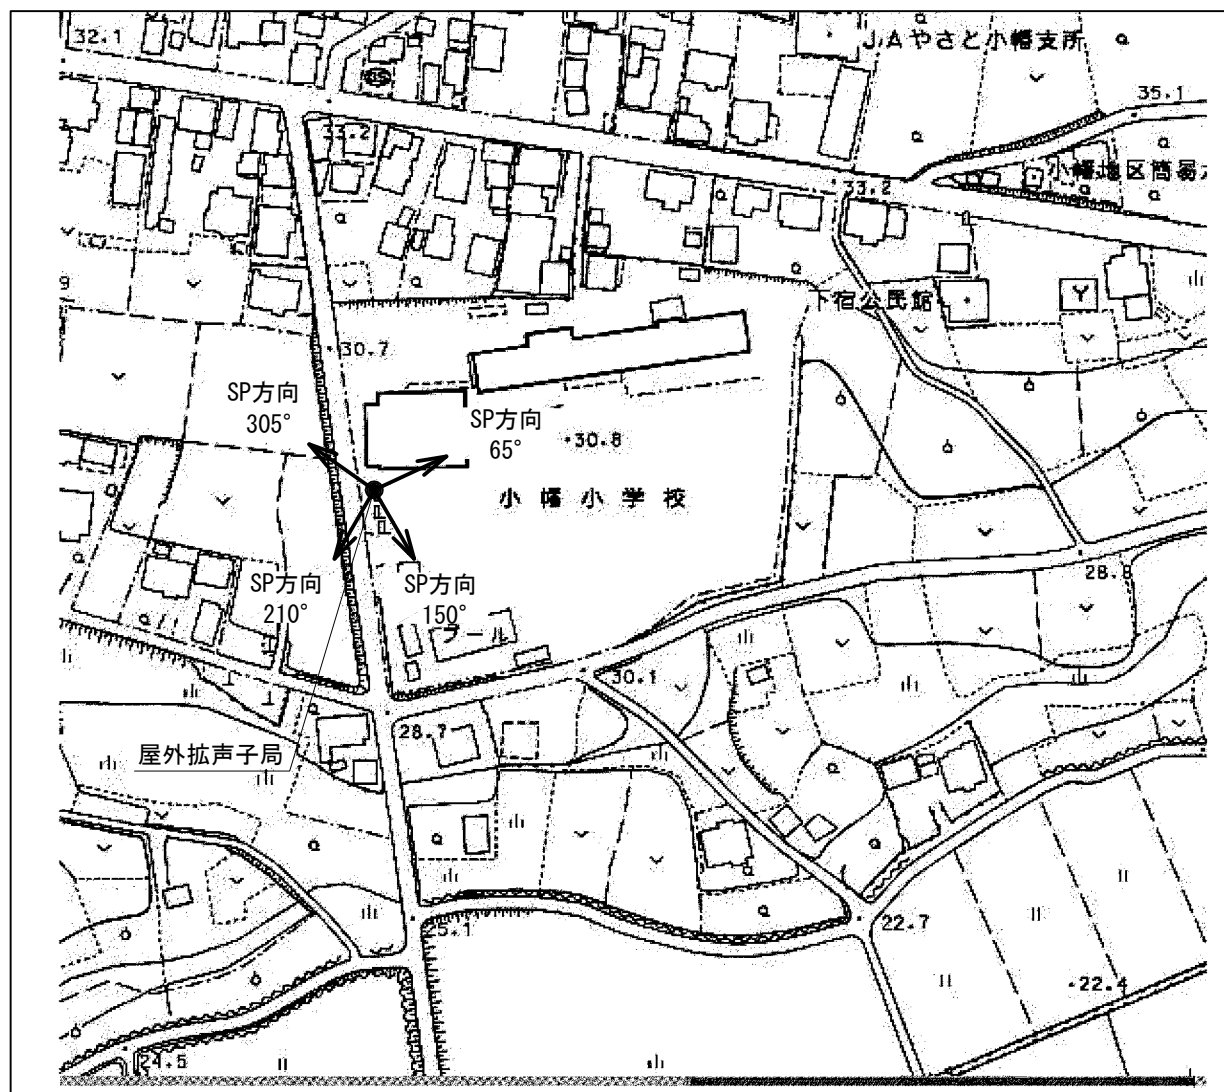 32.1
JAやさと小幡支所
35.1
33.2
33.2
小幡地区簡易
下宿公民館
30.7
SP方向
305°
SP方向
65°
30.8
小幡小学校
SP方向
210°
SP方向
150°
プール
28.8
30.1
28.7
屋外拡声子局
25.1
22.7
22.4
24.5